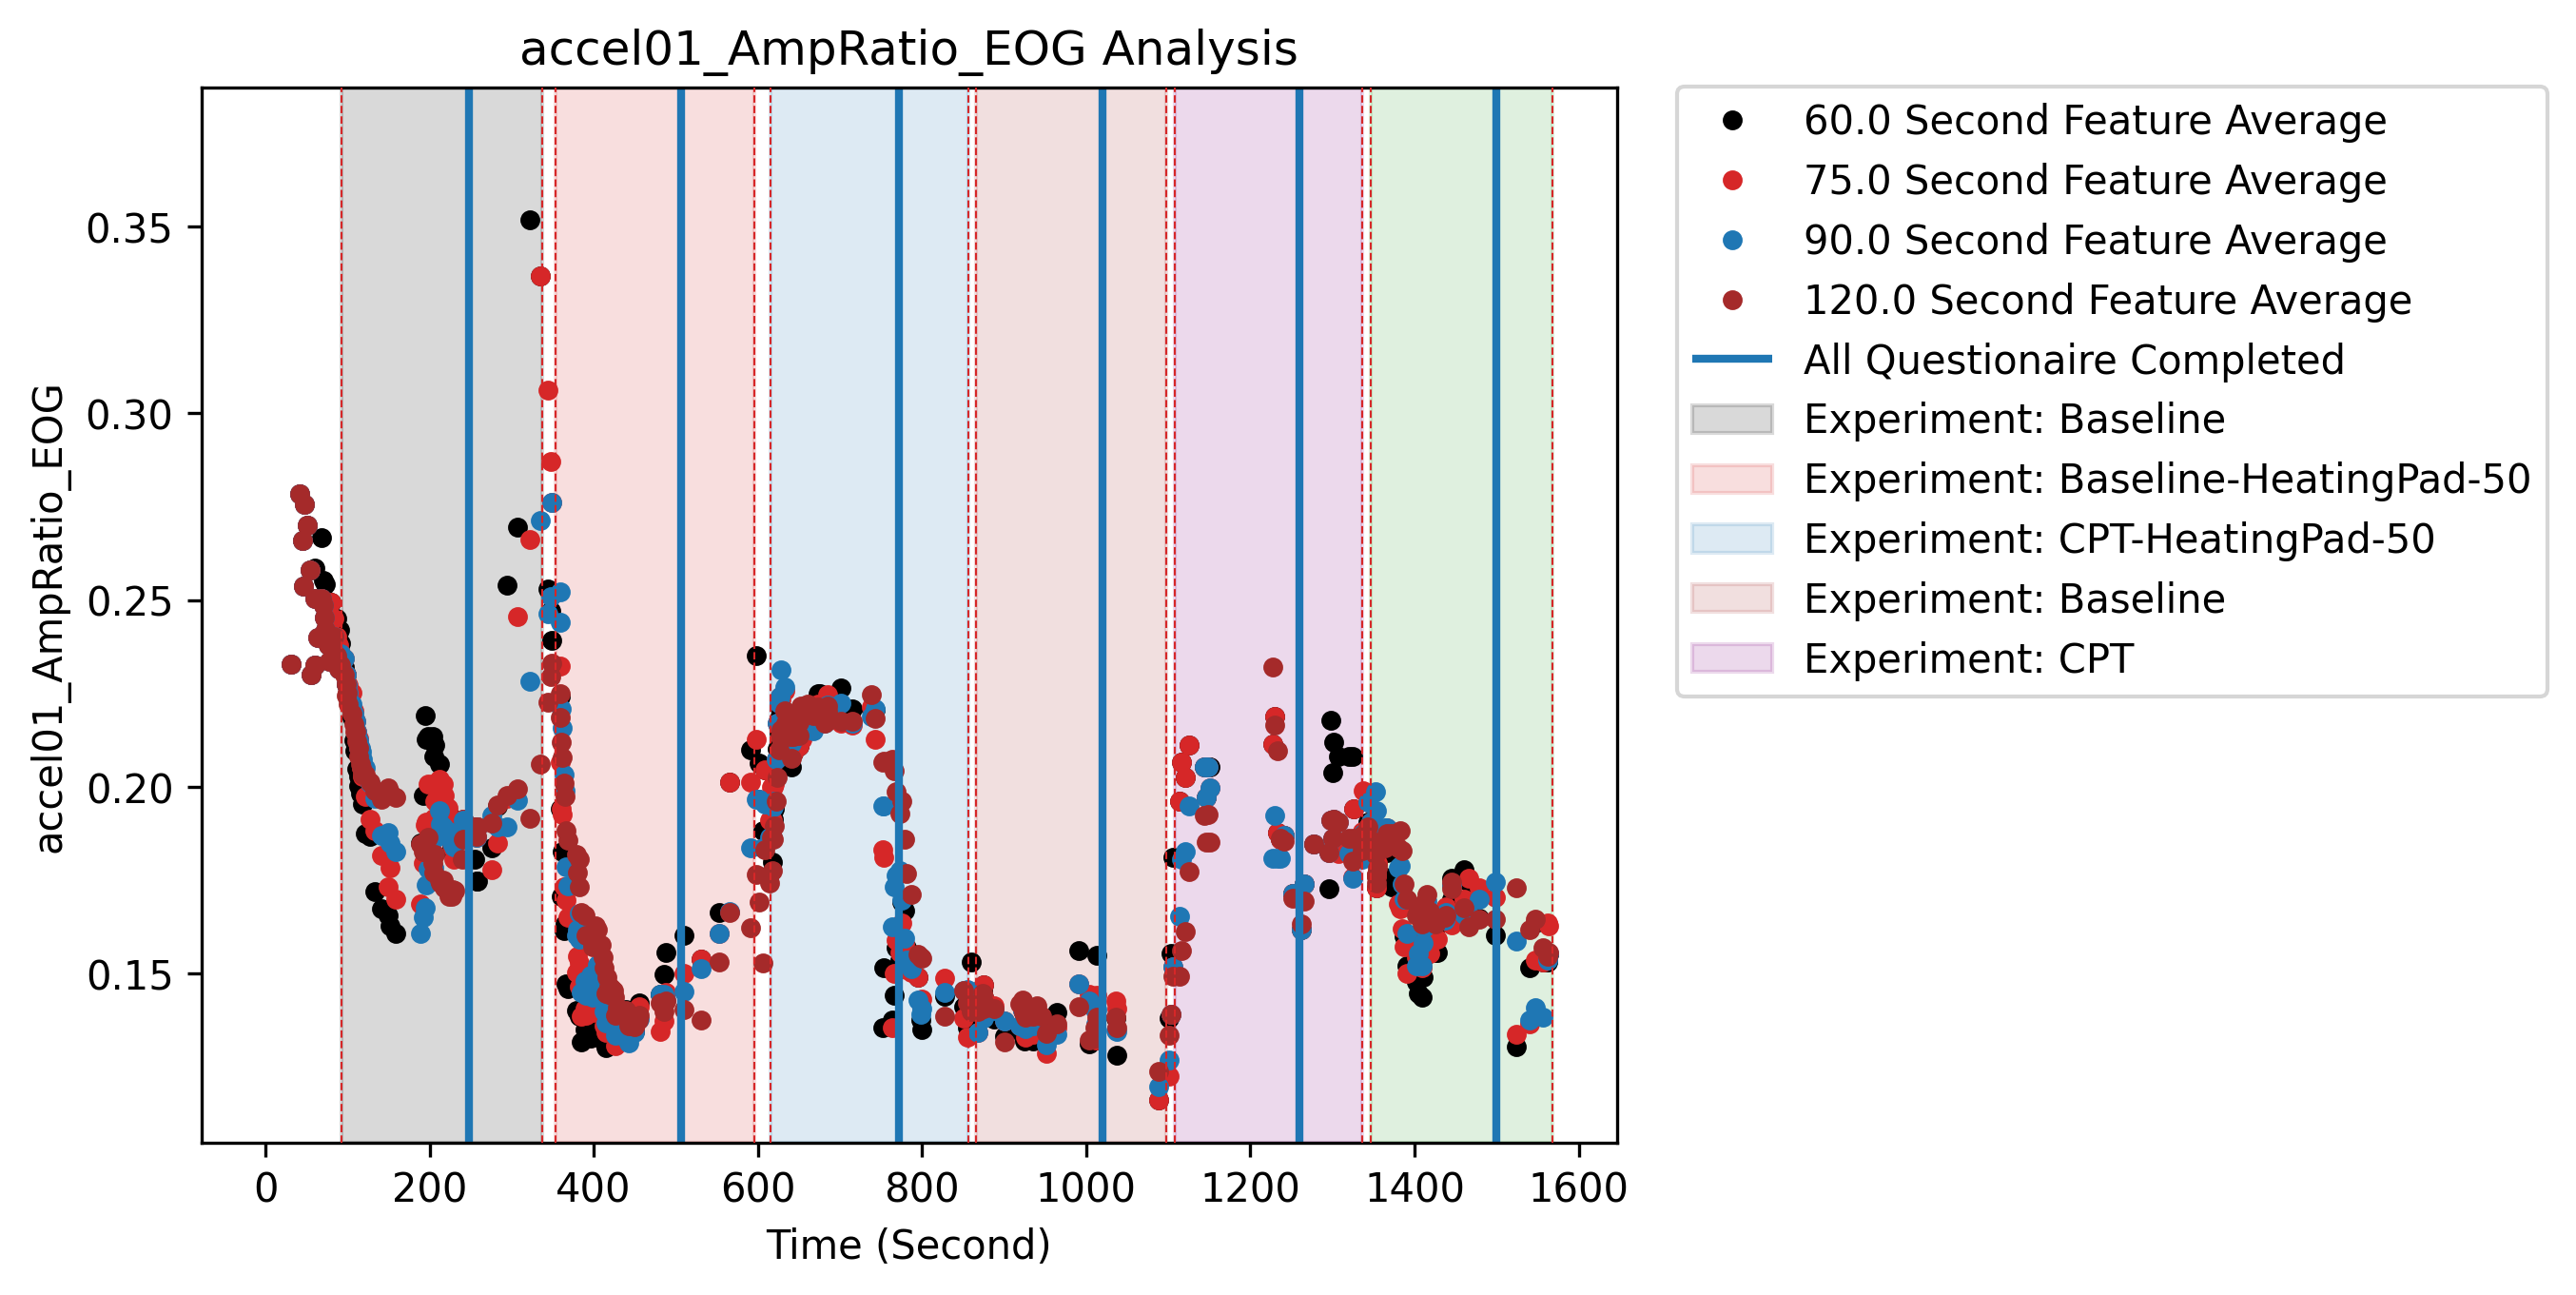 accel01_AmpRatio_EOG Analysis
accel01_AmpRatio_EOG
0.35
0.30
0.25
0.20
0.15
0 200 400 600 800 1000 1200 1400 1600
Time (Second)
60.0 Second Feature Average
75.0 Second Feature Average
90.0 Second Feature Average
120.0 Second Feature Average
All Questionaire Completed
Experiment: Baseline
Experiment: Baseline-HeatingPad-50
Experiment: CPT-HeatingPad-50
Experiment: Baseline
Experiment: CPT